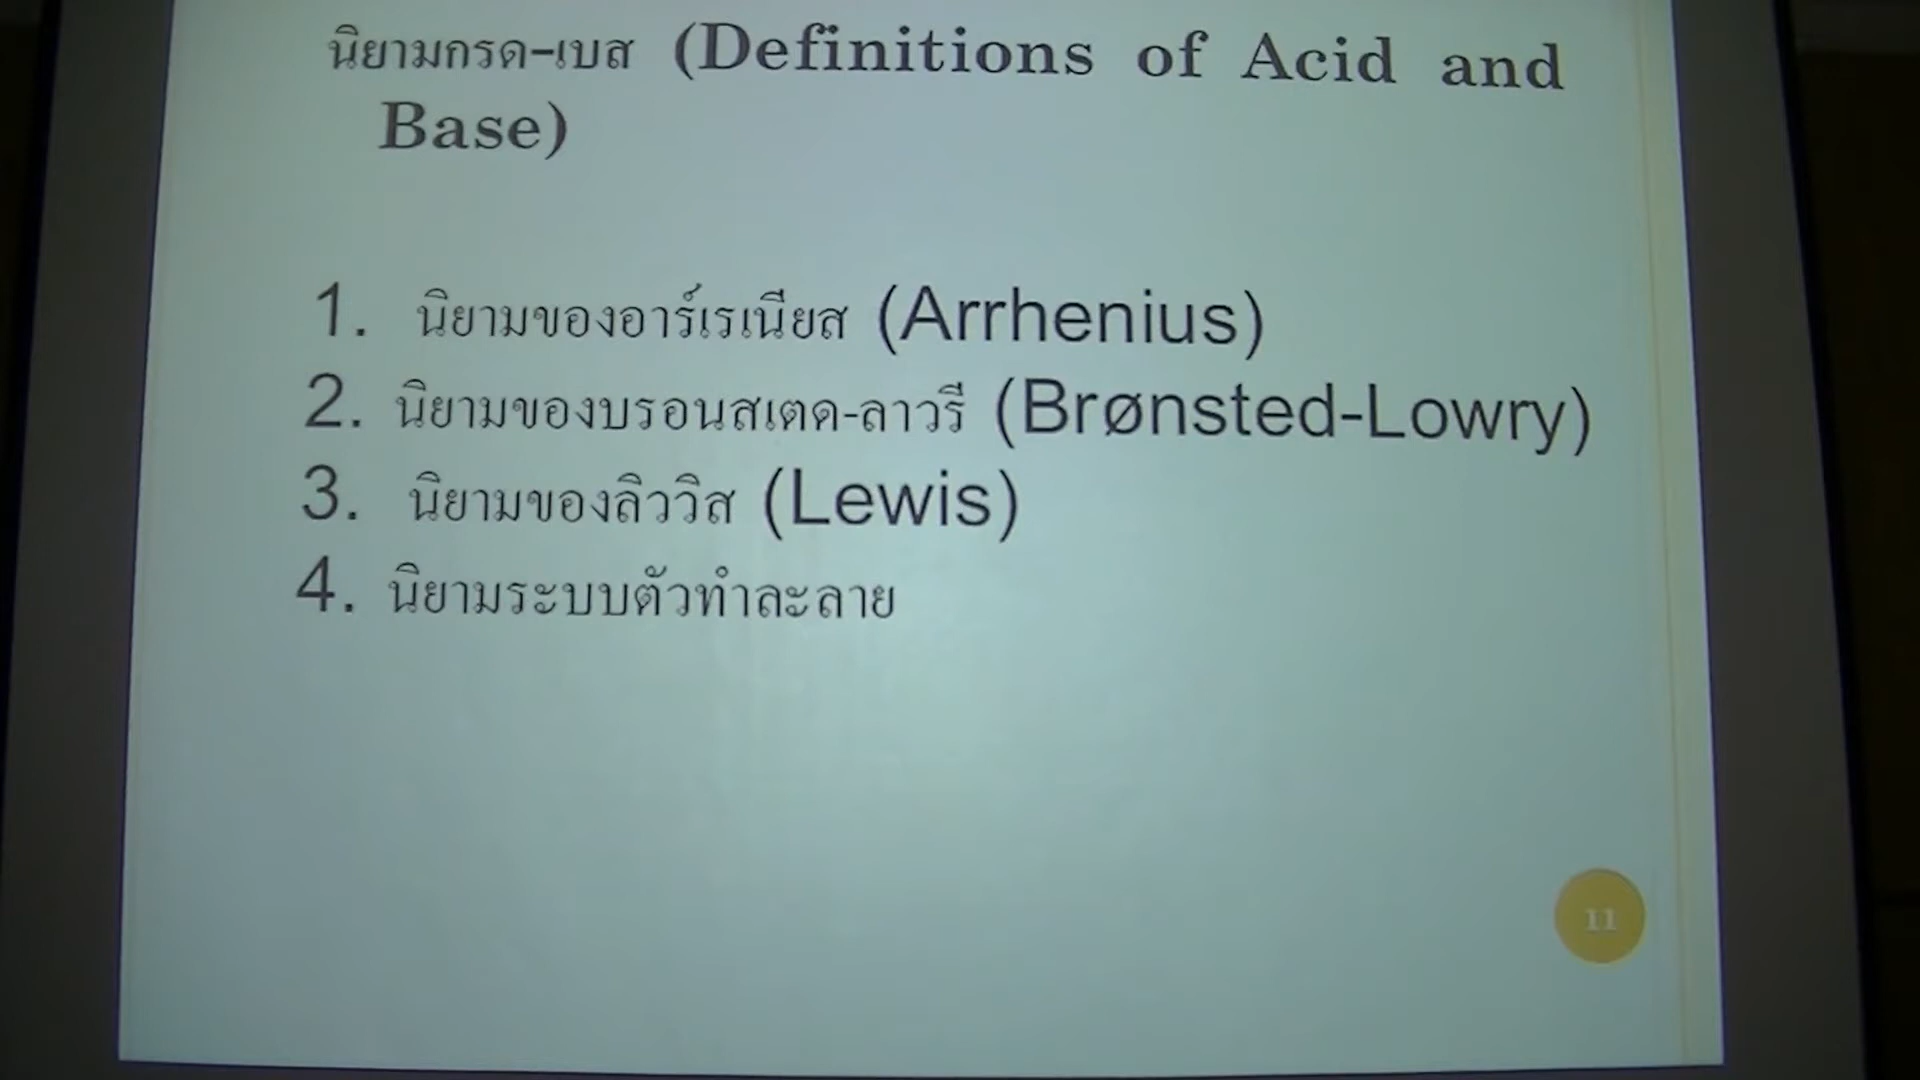 นิยามกรด-เบส (Definitions of Acid and
Base)
1. นิยามของอาร์เรเนียส (Arrhenius)
2. นิยามของบรอนสเตด-ลาวรี (Brønsted-Lowry)
3. นิยามของลิววิส (Lewis)
4. นิยามระบบตัวทำละลาย
11